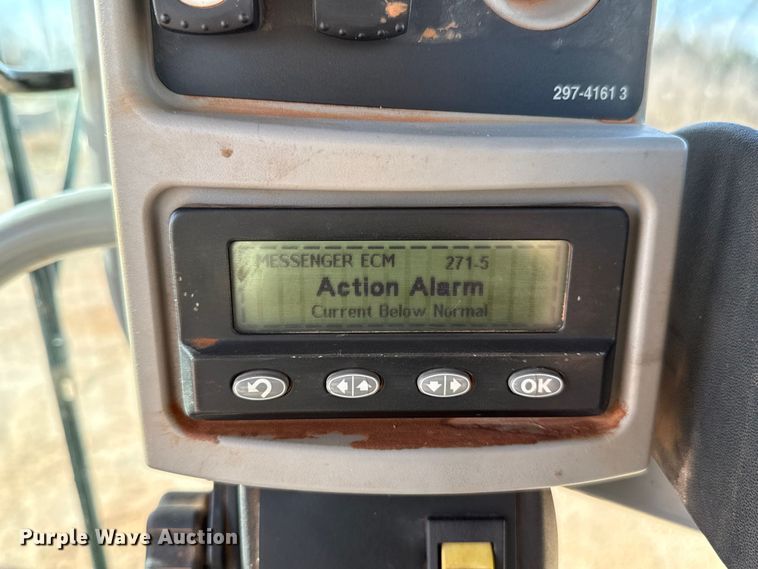 297-4161 3
MESSENGER ECM 271-5
Action Alarm
Current Below Normal
OK
Purple Wave Auction